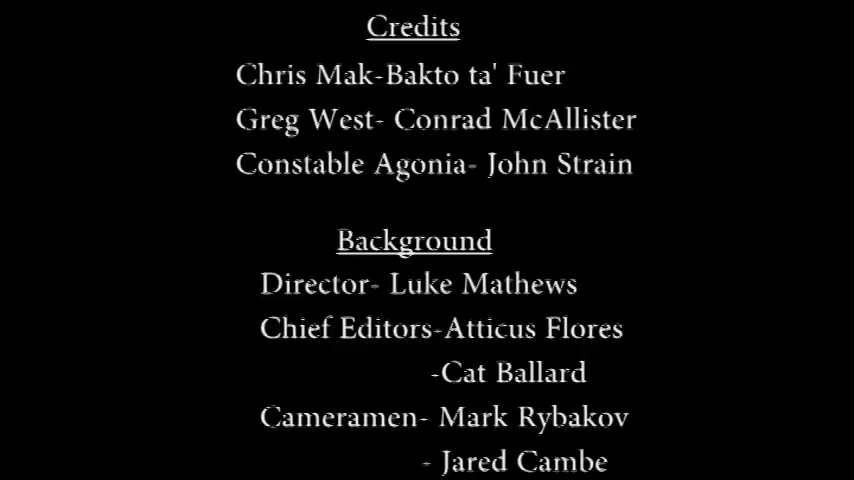 Credits
Chris Mak-Bakto ta' Fuer
Greg West- Conrad McAllister
Constable Agonia- John Strain
Background
Director- Luke Mathews
Chief Editors-Atticus Flores
-Cat Ballard
Cameramen- Mark Rybakov
- Jared Cambe